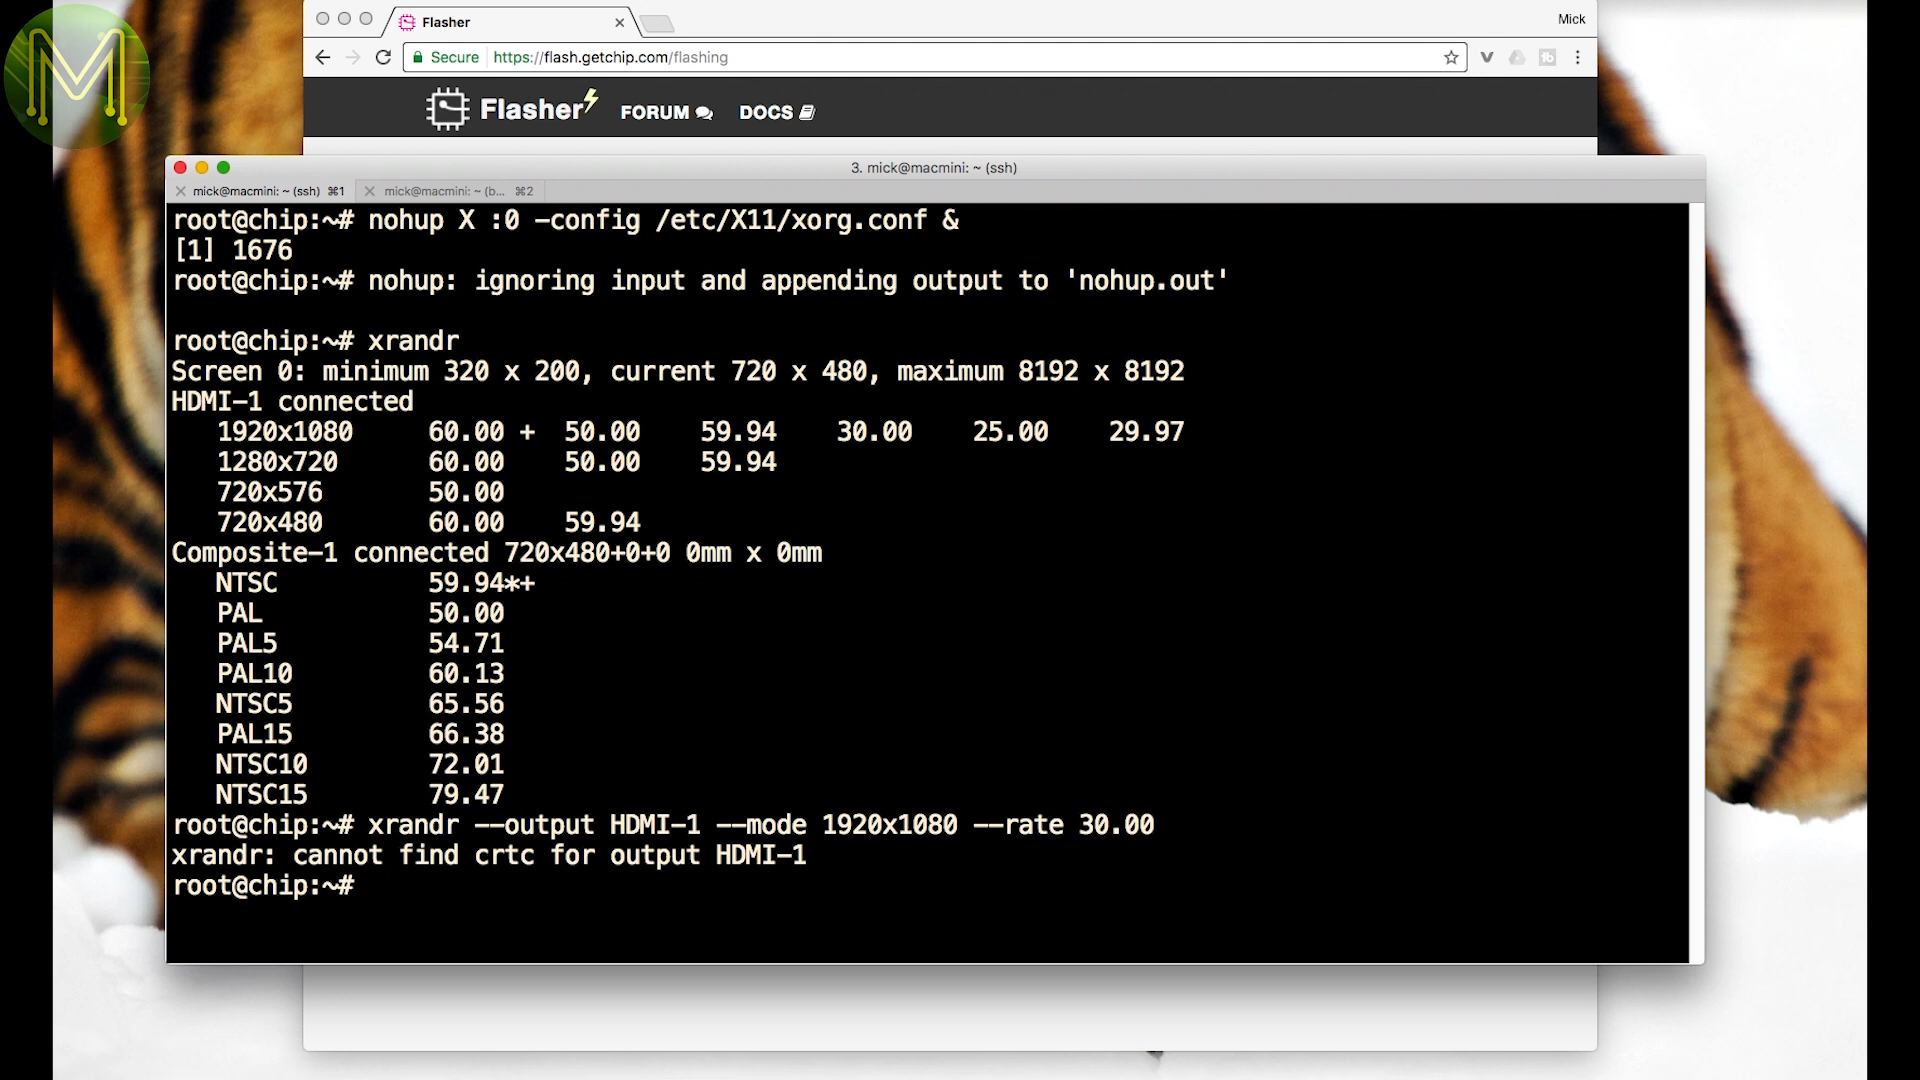 M
Flasher
Mick
Secure https://flash.getchip.com/flashing
Flasher FORUM DOCS
3. mick@macmini: ~ (ssh)
mick@macmini: ~ (ssh) ⌘1 mick@macmini: ~ (b... ⌘2
root@chip:~# nohup X :0 -config /etc/X11/xorg.conf &
[1] 1676
root@chip:~# nohup: ignoring input and appending output to 'nohup.out'
root@chip:~# xrandr
Screen 0: minimum 320 x 200, current 720 x 480, maximum 8192 x 8192
HDMI-1 connected
1920x1080 60.00 + 50.00 59.94 30.00 25.00 29.97
1280x720 60.00 50.00 59.94
720x576 50.00
720x480 60.00 59.94
Composite-1 connected 720x480+0+0 0mm x 0mm
NTSC 59.94*+
PAL 50.00
PAL5 54.71
PAL10 60.13
NTSC5 65.56
PAL15 66.38
NTSC10 72.01
NTSC15 79.47
root@chip:~# xrandr --output HDMI-1 --mode 1920x1080 --rate 30.00
xrandr: cannot find crtc for output HDMI-1
root@chip:~#